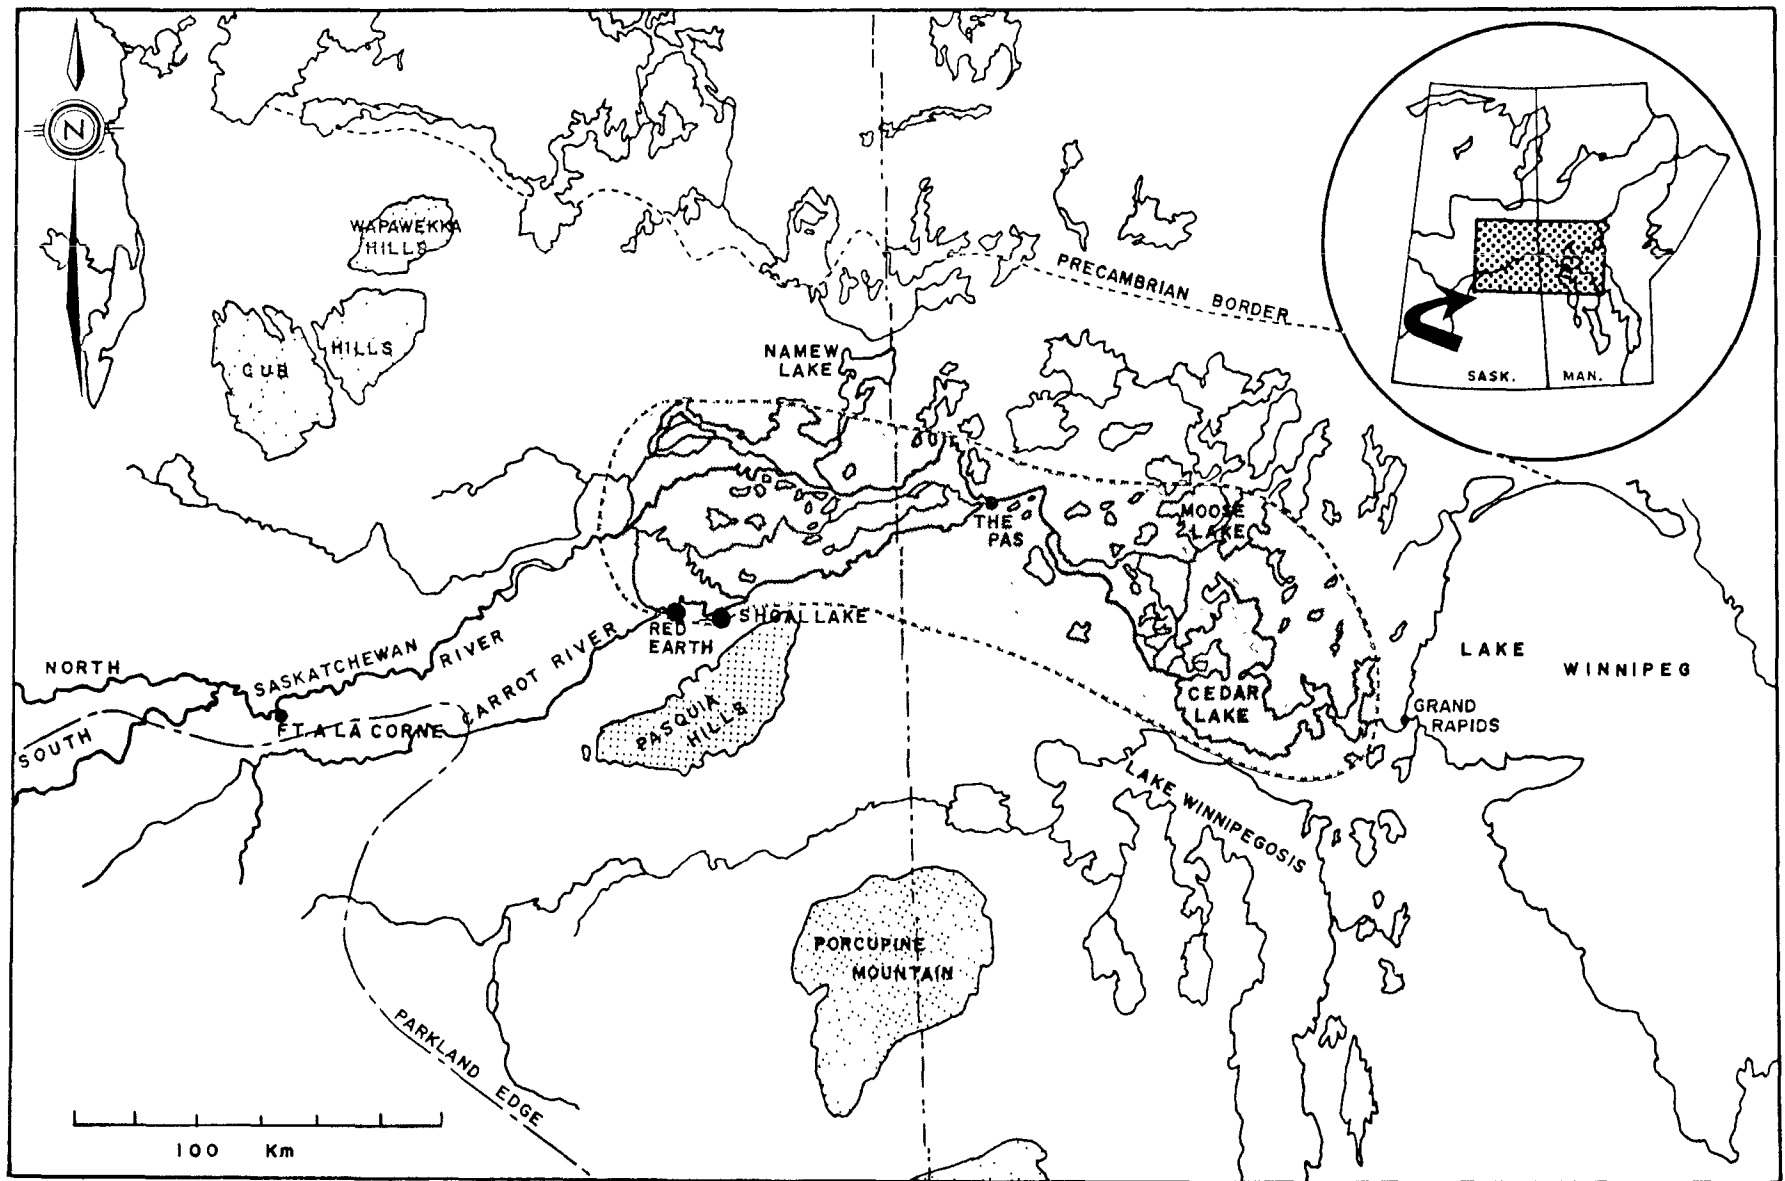 N
WAPAWEKKA
HILLS
CUB
HILLS
NAMEW
LAKE
PRECAMBRIAN BORDER
SASK.
MAN.
THE
PAS
MOOSE
LAKE
RED
EARTH
SHOAL LAKE
NORTH
SASKATCHEWAN
RIVER
SOUTH
FT A LA CORNE
CARROT RIVER
PASQUIA
HILLS
CEDAR
LAKE
LAKE
WINNIPEG
GRAND
RAPIDS
LAKE WINNIPEGOSIS
PORCUPINE
MOUNTAIN
PARKLAND EDGE
100 Km